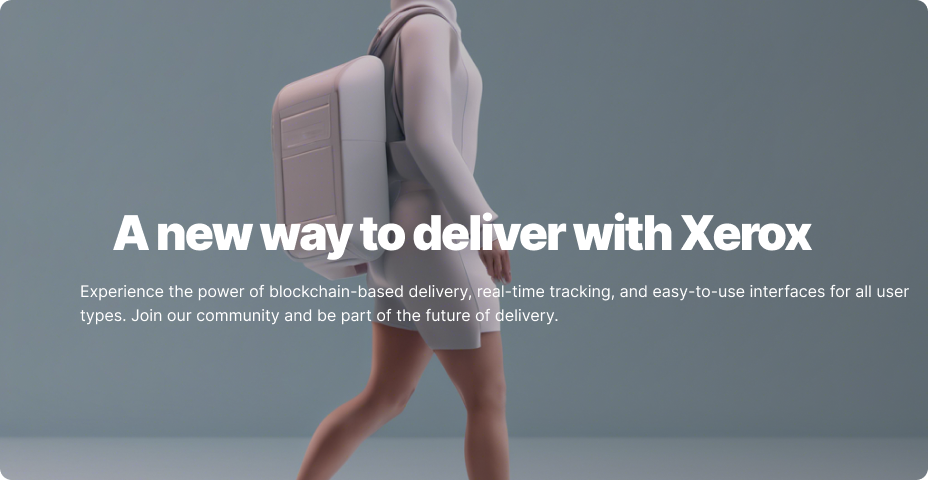 A new way to deliver with Xerox
Experience the power of blockchain-based delivery, real-time tracking, and easy-to-use interfaces for all user
types. Join our community and be part of the future of delivery.